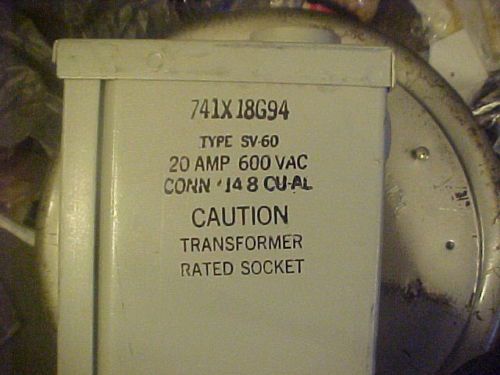 741X18G94
TYPE SV-60
20 AMP 600 VAC
CONN #14 8 CU-AL
CAUTION
TRANSFORMER
RATED SOCKET